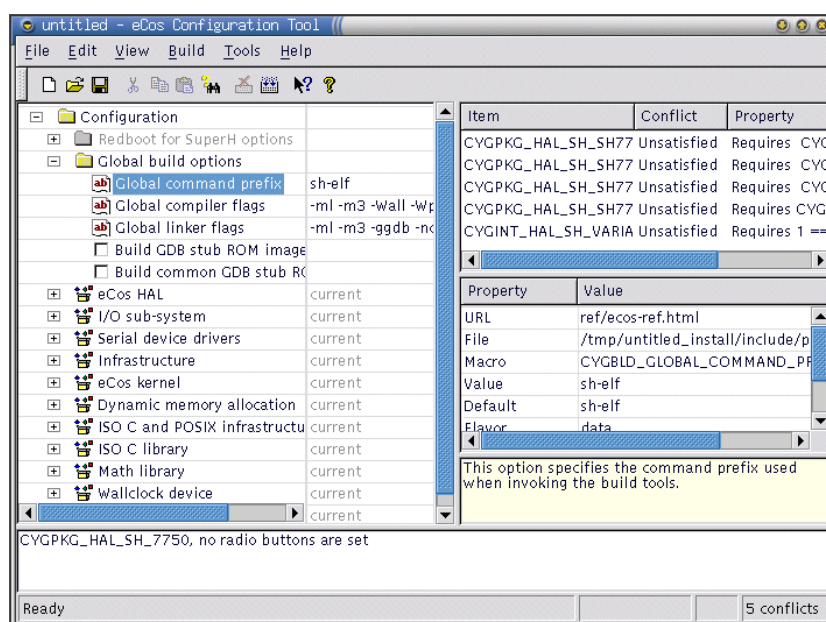 untitled - eCos Configuration Tool
File Edit View Build Tools Help
Configuration
Redboot for SuperH options
Global build options
Global command prefix sh-elf
Global compiler flags -ml -m3 -Wall -Wp
Global linker flags -ml -m3 -ggdb -no
Build GDB stub ROM image
Build common GDB stub RO
eCos HAL current
I/O sub-system current
Serial device drivers current
Infrastructure current
eCos kernel current
Dynamic memory allocation current
ISO C and POSIX infrastructu current
ISO C library current
Math library current
Wallclock device current
current
Item Conflict Property
CYGPKG_HAL_SH_SH77 Unsatisfied Requires CYG
CYGPKG_HAL_SH_SH77 Unsatisfied Requires CYG
CYGPKG_HAL_SH_SH77 Unsatisfied Requires CYG
CYGPKG_HAL_SH_SH77 Unsatisfied Requires CYG
CYGINT_HAL_SH_VARIA Unsatisfied Requires 1 ==
Property Value
URL ref/ecos-ref.html
File /tmp/untitled_install/include/p
Macro CYGBLD_GLOBAL_COMMAND_PR
Value sh-elf
Default sh-elf
Flavor data
This option specifies the command prefix used
when invoking the build tools.
CYGPKG_HAL_SH_7750, no radio buttons are set
Ready 5 conflicts